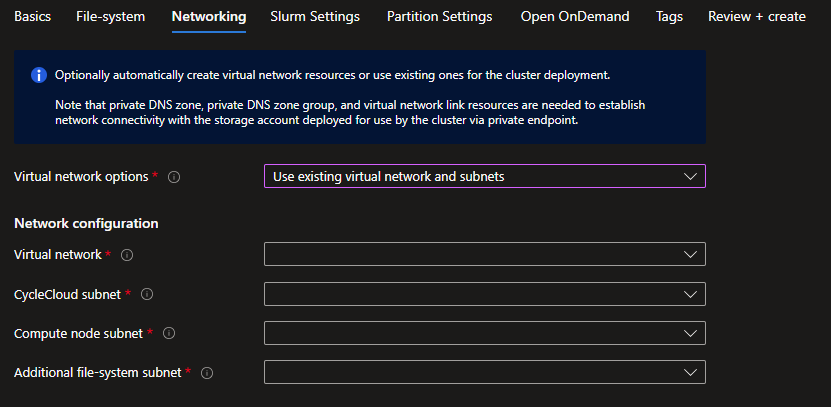 Basics File-system Networking Slurm Settings Partition Settings Open OnDemand Tags Review + create
Optionally automatically create virtual network resources or use existing ones for the cluster deployment.
Note that private DNS zone, private DNS zone group, and virtual network link resources are needed to establish
network connectivity with the storage account deployed for use by the cluster via private endpoint.
Virtual network options * Use existing virtual network and subnets
Network configuration
Virtual network *
CycleCloud subnet *
Compute node subnet *
Additional file-system subnet *